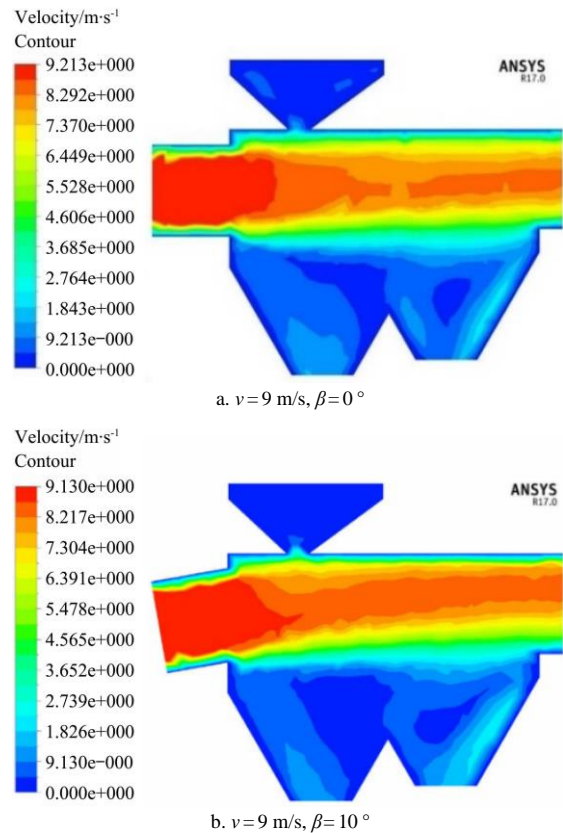 Velocity/m·s⁻¹
Contour
9.213e+000
8.292e+000
7.370e+000
6.449e+000
5.528e+000
4.606e+000
3.685e+000
2.764e+000
1.843e+000
9.213e−000
0.000e+000
ANSYS
R17.0
a. v=9 m/s, β=0 °
Velocity/m·s⁻¹
Contour
9.130e+000
8.217e+000
7.304e+000
6.391e+000
5.478e+000
4.565e+000
3.652e+000
2.739e+000
1.826e+000
9.130e−000
0.000e+000
ANSYS
R17.0
b. v=9 m/s, β=10 °